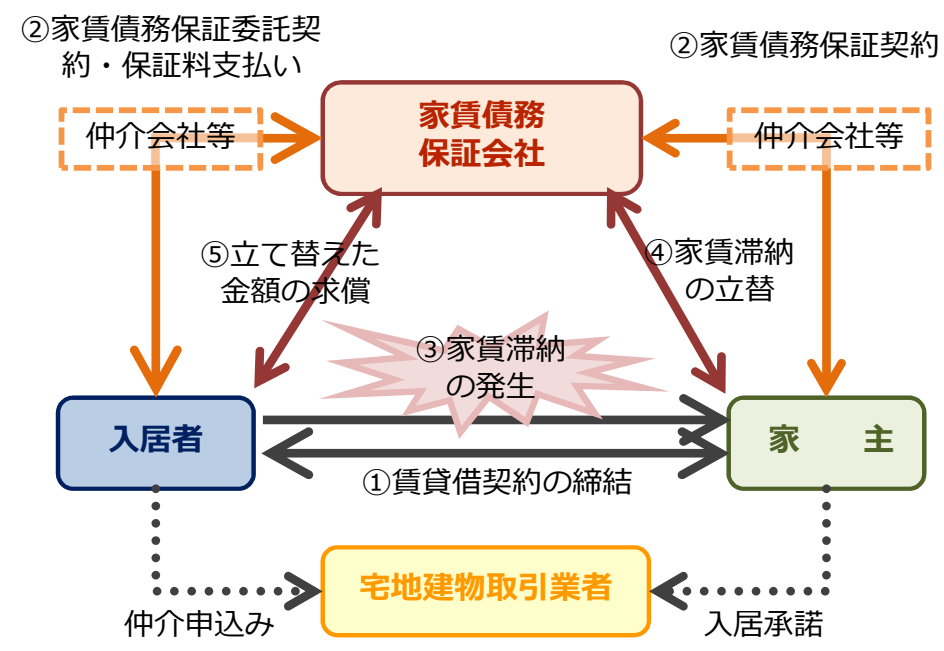 ②家賃債務保証委託契
約・保証料支払い
②家賃債務保証契約
仲介会社等
家賃債務
保証会社
仲介会社等
⑤立て替えた
金額の求償
④家賃滞納
の立替
③家賃滞納
の発生
入居者
家　　主
①賃貸借契約の締結
宅地建物取引業者
仲介申込み
入居承諾